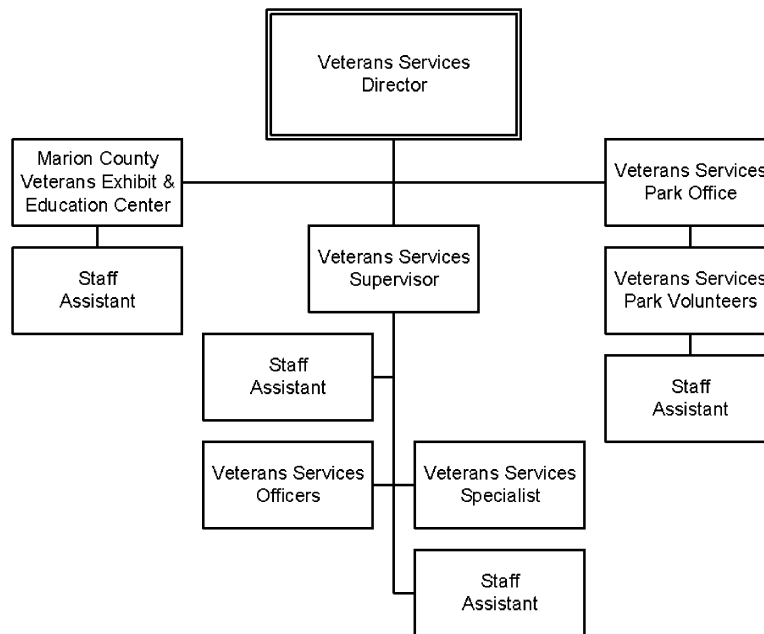 Veterans Services
Director
Marion County
Veterans Exhibit &
Education Center
Veterans Services
Park Office
Staff
Assistant
Veterans Services
Supervisor
Veterans Services
Park Volunteers
Staff
Assistant
Staff
Assistant
Veterans Services
Officers
Veterans Services
Specialist
Staff
Assistant